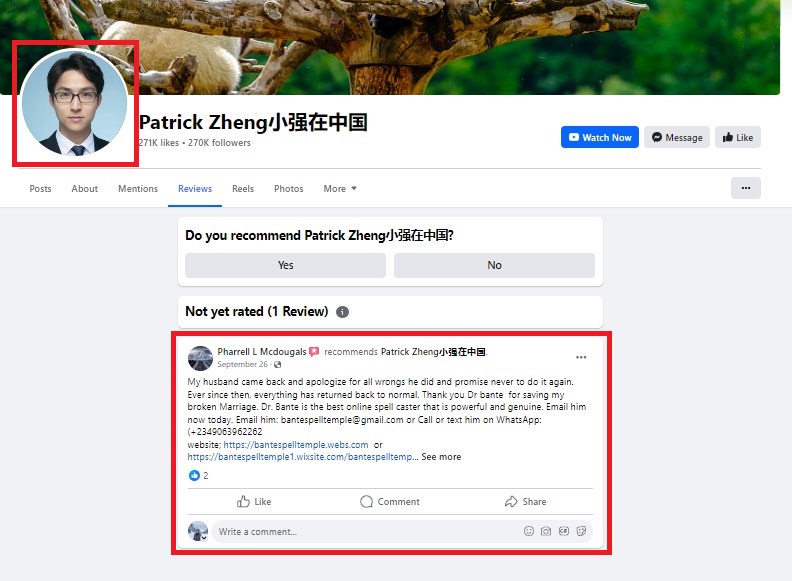 Patrick Zheng小强在中国
271K likes • 270K followers
Watch Now
Message
Like
Posts
About
Mentions
Reviews
Reels
Photos
More
Do you recommend Patrick Zheng小强在中国?
Yes
No
Not yet rated (1 Review)
Pharrell L Mcdougals recommends Patrick Zheng小强在中国.
September 26 ·
My husband came back and apologize for all wrongs he did and promise never to do it again.
Ever since then, everything has returned back to normal. Thank you Dr bante for saving my
broken Marriage. Dr. Bante is the best online spell caster that is powerful and genuine. Email him
now today. Email him: bantespelltemple@gmail.com or Call or text him on WhatsApp:
(+2349063962262
website; https://bantespelltemple.webs.com or
https://bantespelltemple1.wixsite.com/bantespelltemp... See more
2
Like
Comment
Share
Write a comment...